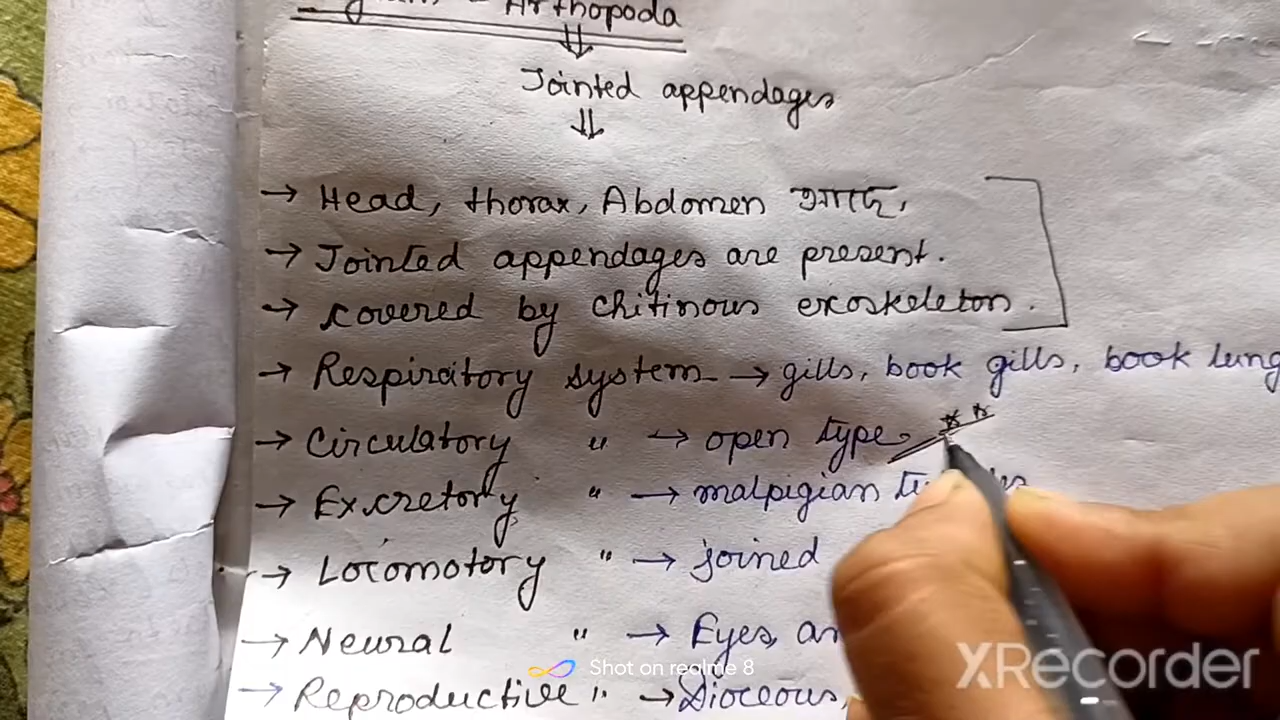 - Arthopoda
Jointed appendages
→ Head, thorax, Abdomen
→ Jointed appendages are present.
→ covered by chitinous exoskeleton.
→ Respiratory system → gills, book gills, book lung
→ Circulatory " → open type
→ Excretory " → malpigian
→ Locomotory " → joined
→ Neural " → Eyes,
→ Reproductive " → Dioceous,
Shot on realme 8
XRecorder